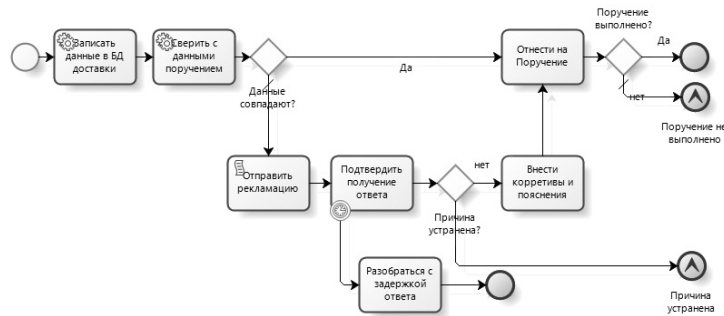 Поручение
выполнено?
Записать
данные в БД
доставки
Сверить с
данными
поручением
Отнести на
Поручение
Да
Да
Данные
совпадают?
нет
Поручение не
выполнено
Отправить
рекламацию
Подтвердить
получение
ответа
нет
Внести
корретивы и
пояснения
Причина
устранена?
Разобраться с
задержкой
ответа
Причина
устранена